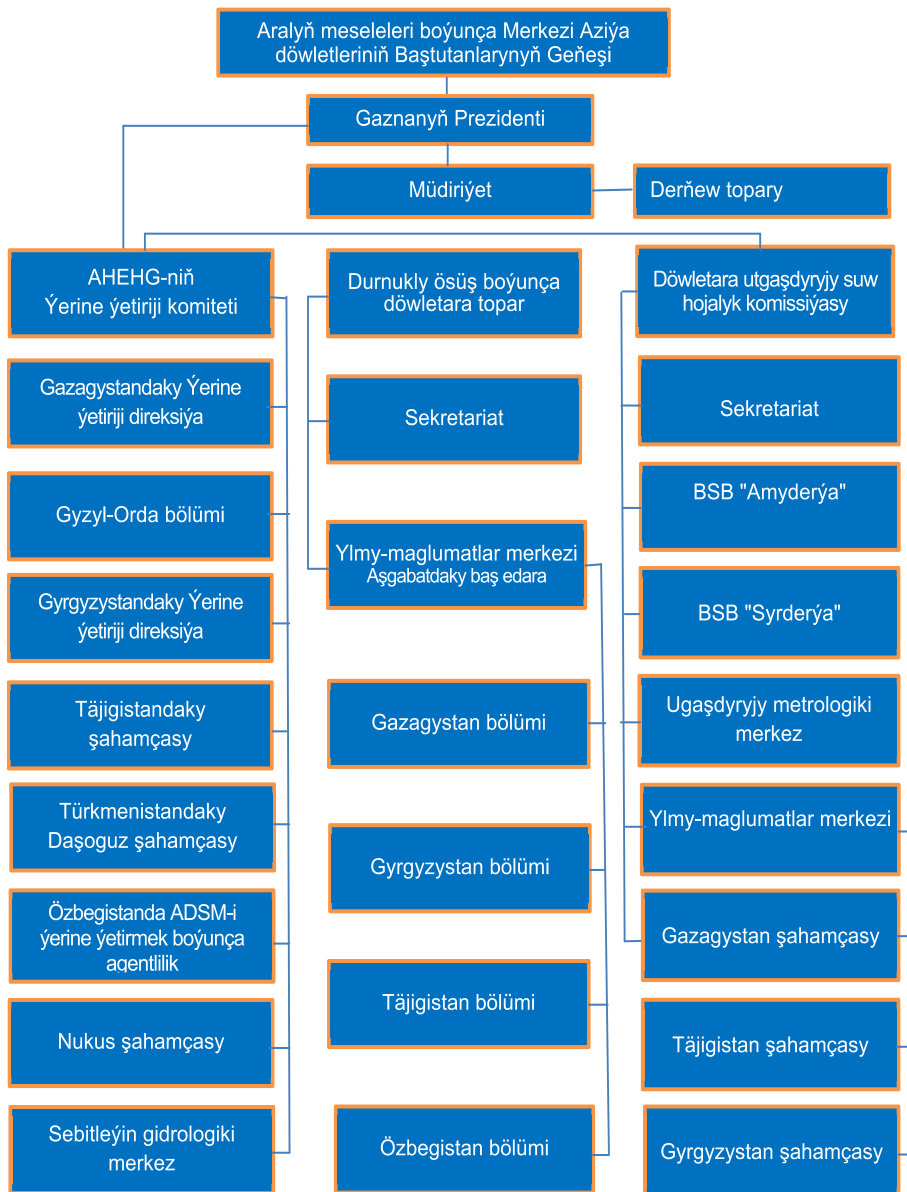 Aralyň meseleleri boýunça Merkezi Aziýa
döwletleriniň Baştutanlarynyň Geňeşi
Gaznanyň Prezidenti
Müdiriýet
Derňew topary
AHEHG-niň
Ýerine ýetiriji komiteti
Gazagystandaky Ýerine
ýetiriji direksiýa
Gyzyl-Orda bölümi
Gyrgyzystandaky Ýerine
ýetiriji direksiýa
Täjigistandaky
şahamçasy
Türkmenistandaky
Daşoguz şahamçasy
Özbegistanda ADSM-i
ýerine ýetirmek boýunça
agentlilik
Nukus şahamçasy
Sebitleýin gidrologiki
merkez
Durnukly ösüş boýunça
döwletara topar
Sekretariat
Ylmy-maglumatlar merkezi
Aşgabatdaky baş edara
Gazagystan bölümi
Gyrgyzystan bölümi
Täjigistan bölümi
Özbegistan bölümi
Döwletara utgaşdyryjy suw
hojalyk komissiýasy
Sekretariat
BSB "Amyderýa"
BSB "Syrderýa"
Ugaşdyryjy metrologiki
merkez
Ylmy-maglumatlar merkezi
Gazagystan şahamçasy
Täjigistan şahamçasy
Gyrgyzystan şahamçasy